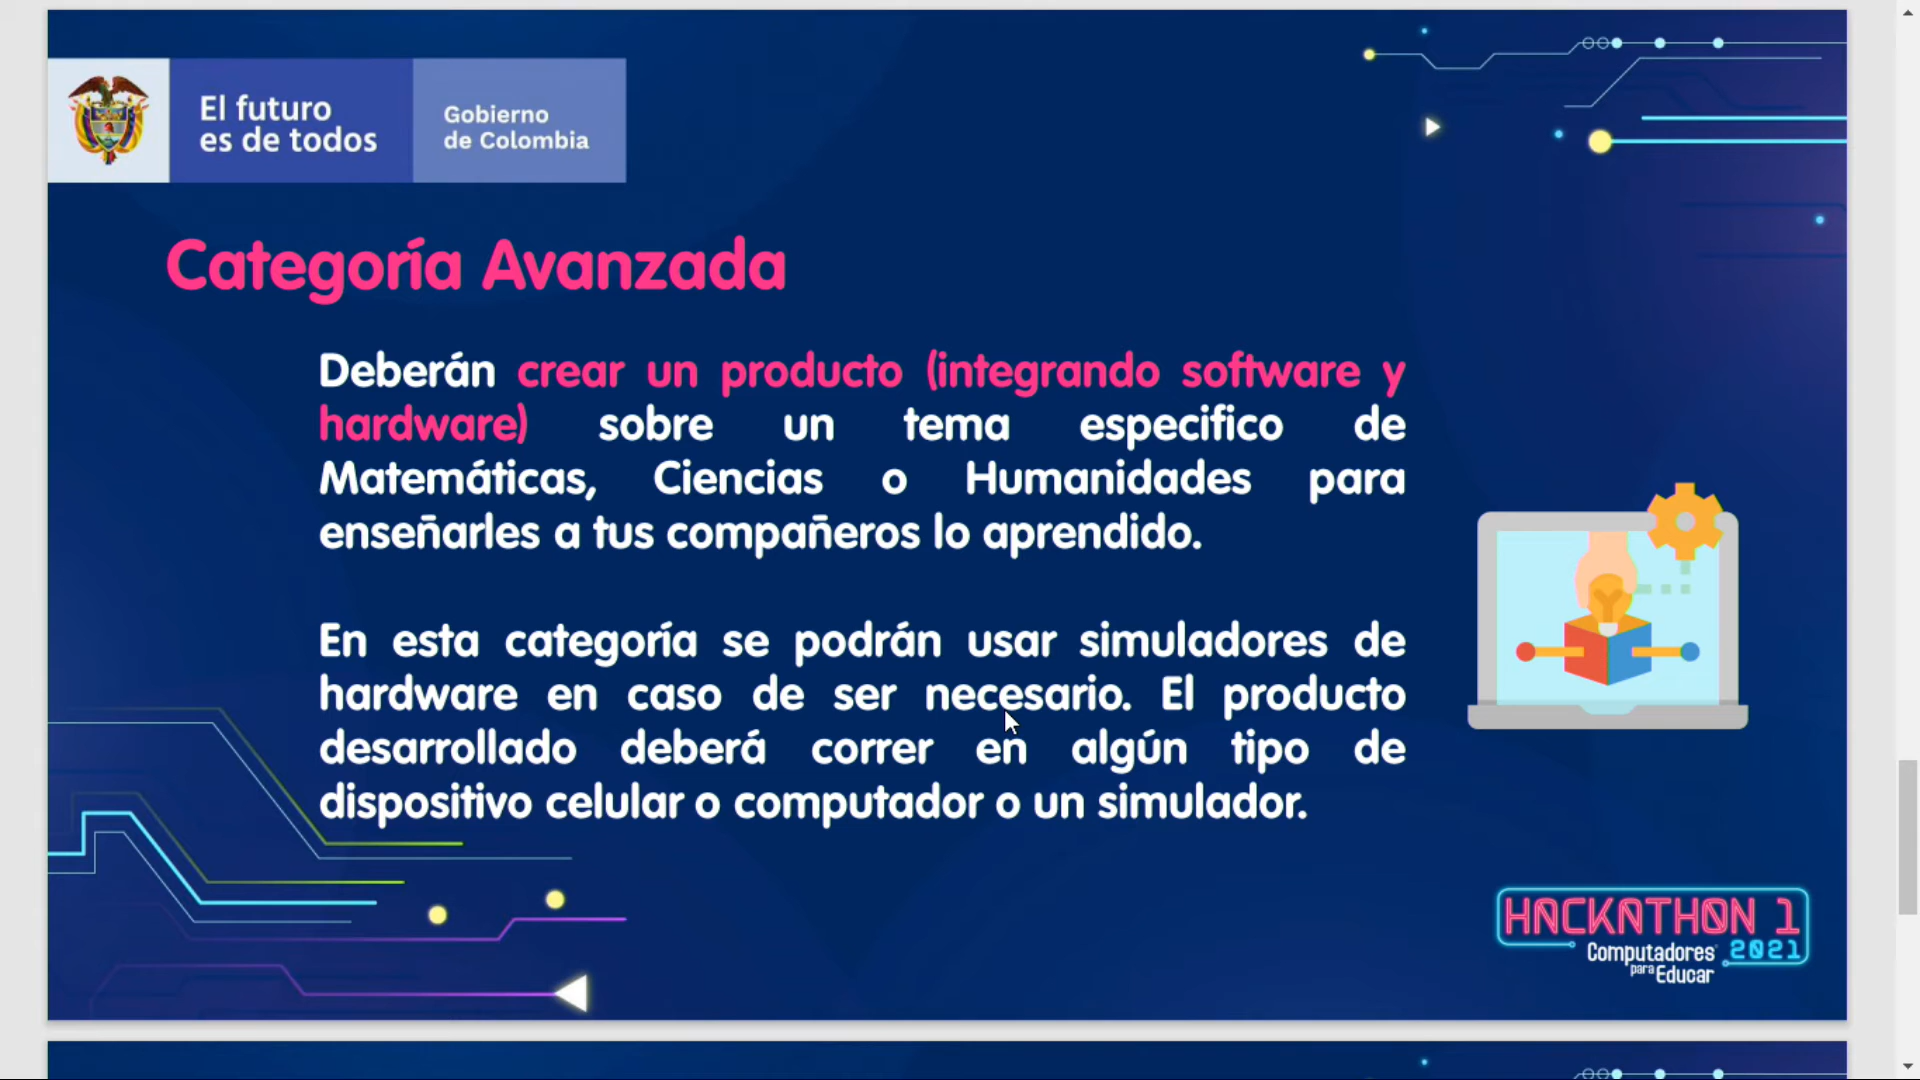 El futuro
es de todos
Gobierno
de Colombia
Categoría Avanzada
Deberán crear un producto (integrando software y
hardware) sobre un tema especifico de
Matemáticas, Ciencias o Humanidades para
enseñarles a tus compañeros lo aprendido.
En esta categoría se podrán usar simuladores de
hardware en caso de ser necesario. El producto
desarrollado deberá correr en algún tipo de
dispositivo celular o computador o un simulador.
HACKATHON 1
Computadores 2021
para Educar